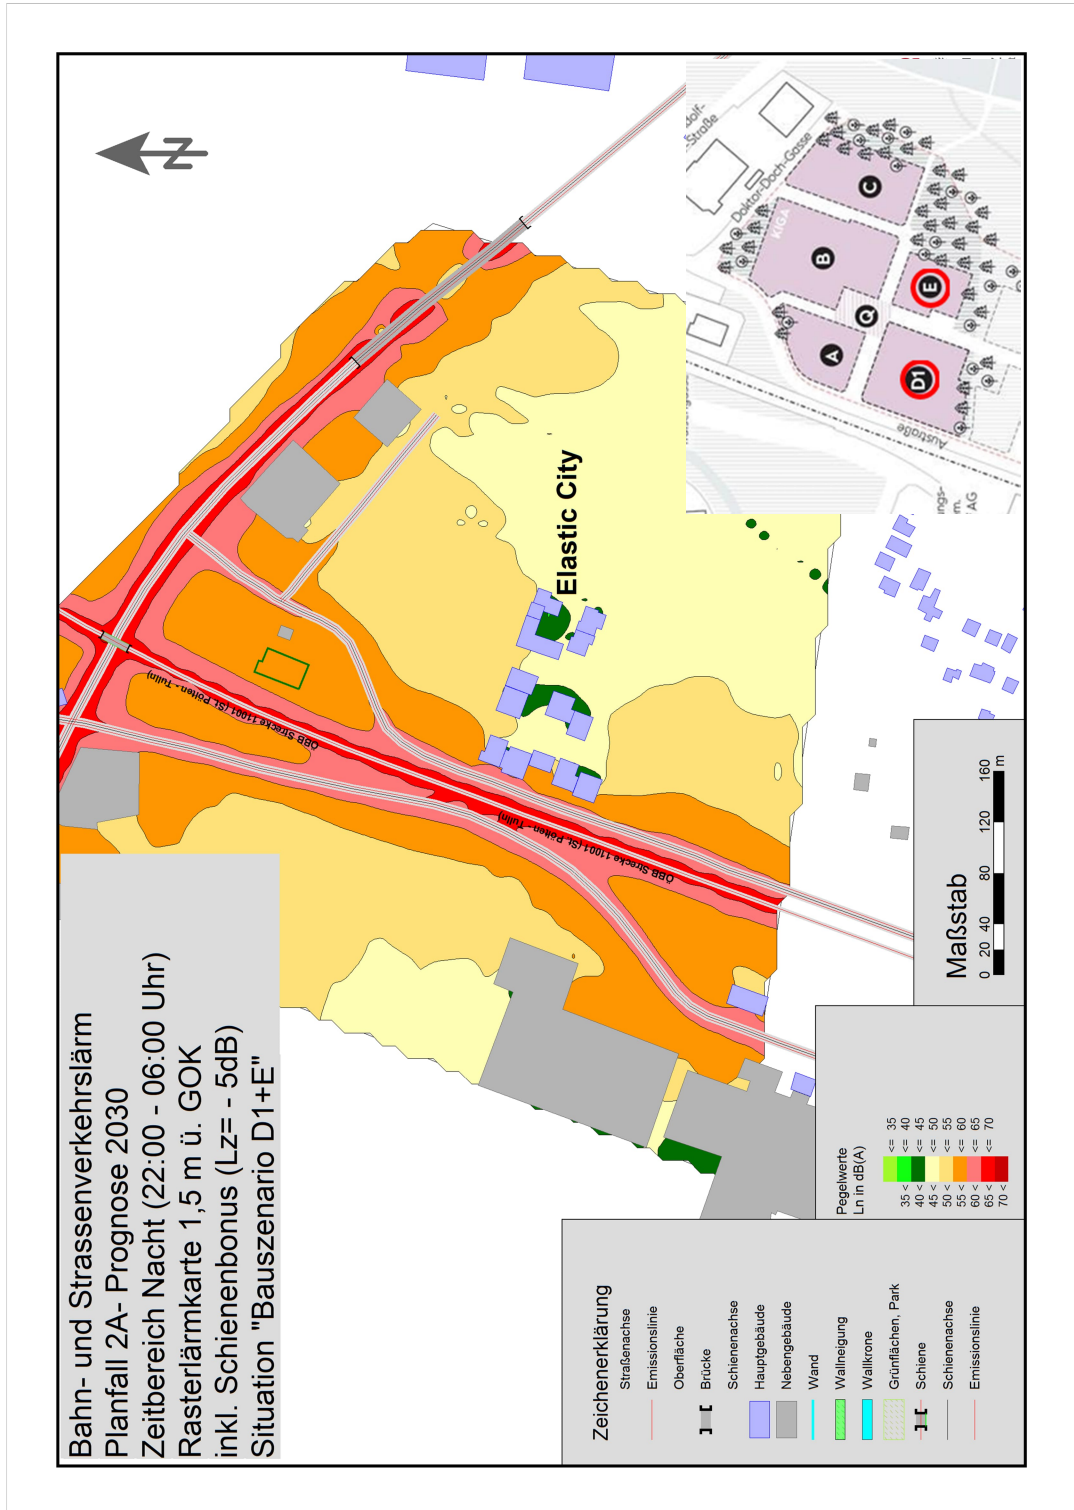 Bahn- und Strassenverkehrslärm
Planfall 2A- Prognose 2030
Zeitbereich Nacht (22:00 - 06:00 Uhr)
Rasterlärmkarte 1,5 m ü. GOK
inkl. Schienenbonus (Lz= - 5dB)
Situation "Bauszenario D1+E"
N
ÖBB Strecke 11001 (St. Pölten - Tulln)
ÖBB Strecke 11001 (St. Pölten - Tulln)
Elastic City
Doktor-Doch-Gasse
Straße
KIGA
A
B
C
Q
D1
E
Austraße
AG
Maßstab
0 20 40 80 120 160
m
Pegelwerte
Ln in dB(A)
<= 35
35 < <= 40
40 < <= 45
45 < <= 50
50 < <= 55
55 < <= 60
60 < <= 65
65 < <= 70
70 <
Zeichenerklärung
Straßenachse
Emissionslinie
Oberfläche
Brücke
Schienenachse
Hauptgebäude
Nebengebäude
Wand
Wallneigung
Wallkrone
Grünflächen, Park
Schiene
Schienenachse
Emissionslinie